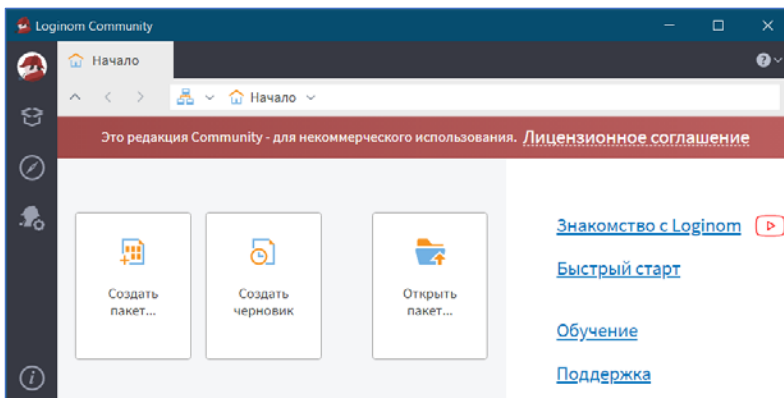 Loginom Community
Начало
Начало
Это редакция Community - для некоммерческого использования. Лицензионное соглашение
Создать
пакет...
Создать
черновик
Открыть
пакет...
Знакомство с Loginom
Быстрый старт
Обучение
Поддержка